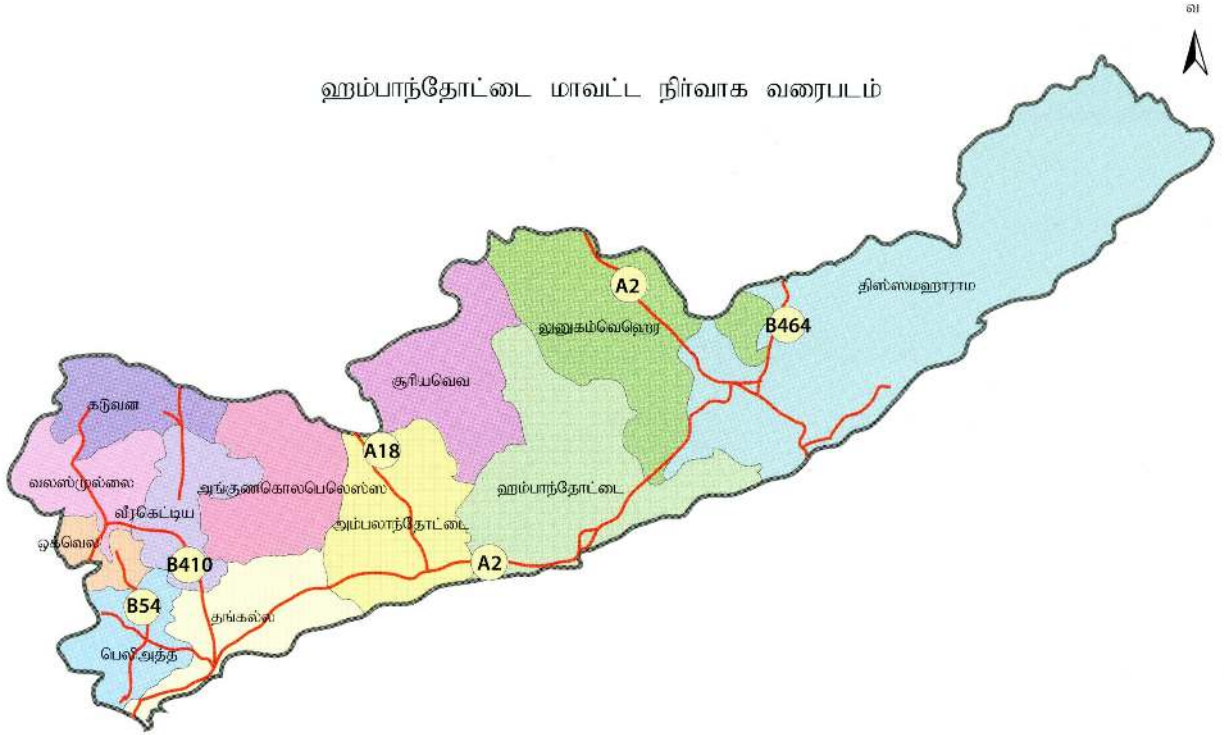 வ
ஹம்பாந்தோட்டை மாவட்ட நிர்வாக வரைபடம்
A2
திஸ்ஸமஹாராம
லுனுகம்வெஹெர
B464
சூரியவெவ
கடுவன
A18
வலஸ்முல்லை
அங்குணகொலபெலெஸ்ஸ
ஹம்பாந்தோட்டை
வீரகெட்டிய
அம்பலாந்தோட்டை
ஒக்வெல
B410
A2
B54
தங்கல்ல
பெலிஅத்த